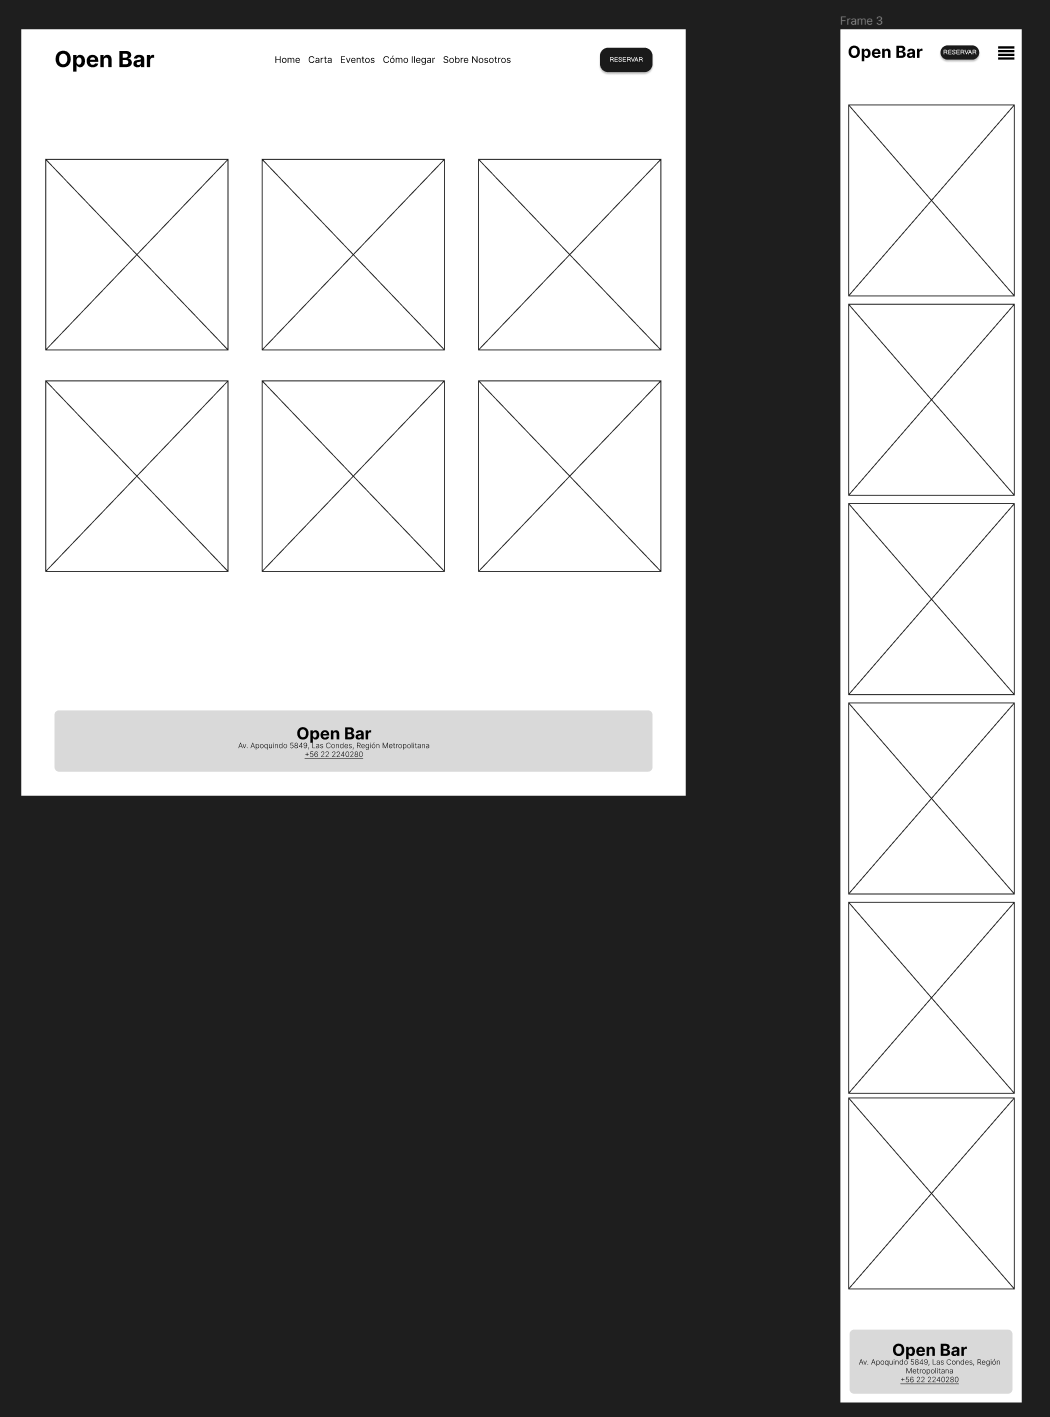 Frame 3
Open Bar
Home Carta Eventos Cómo llegar Sobre Nosotros
RESERVAR
Open Bar
Av. Apoquindo 5849, Las Condes, Región Metropolitana
+56 22 2240280
Open Bar
RESERVAR
Open Bar
Av. Apoquindo 5849, Las Condes, Región
Metropolitana
+56 22 2240280